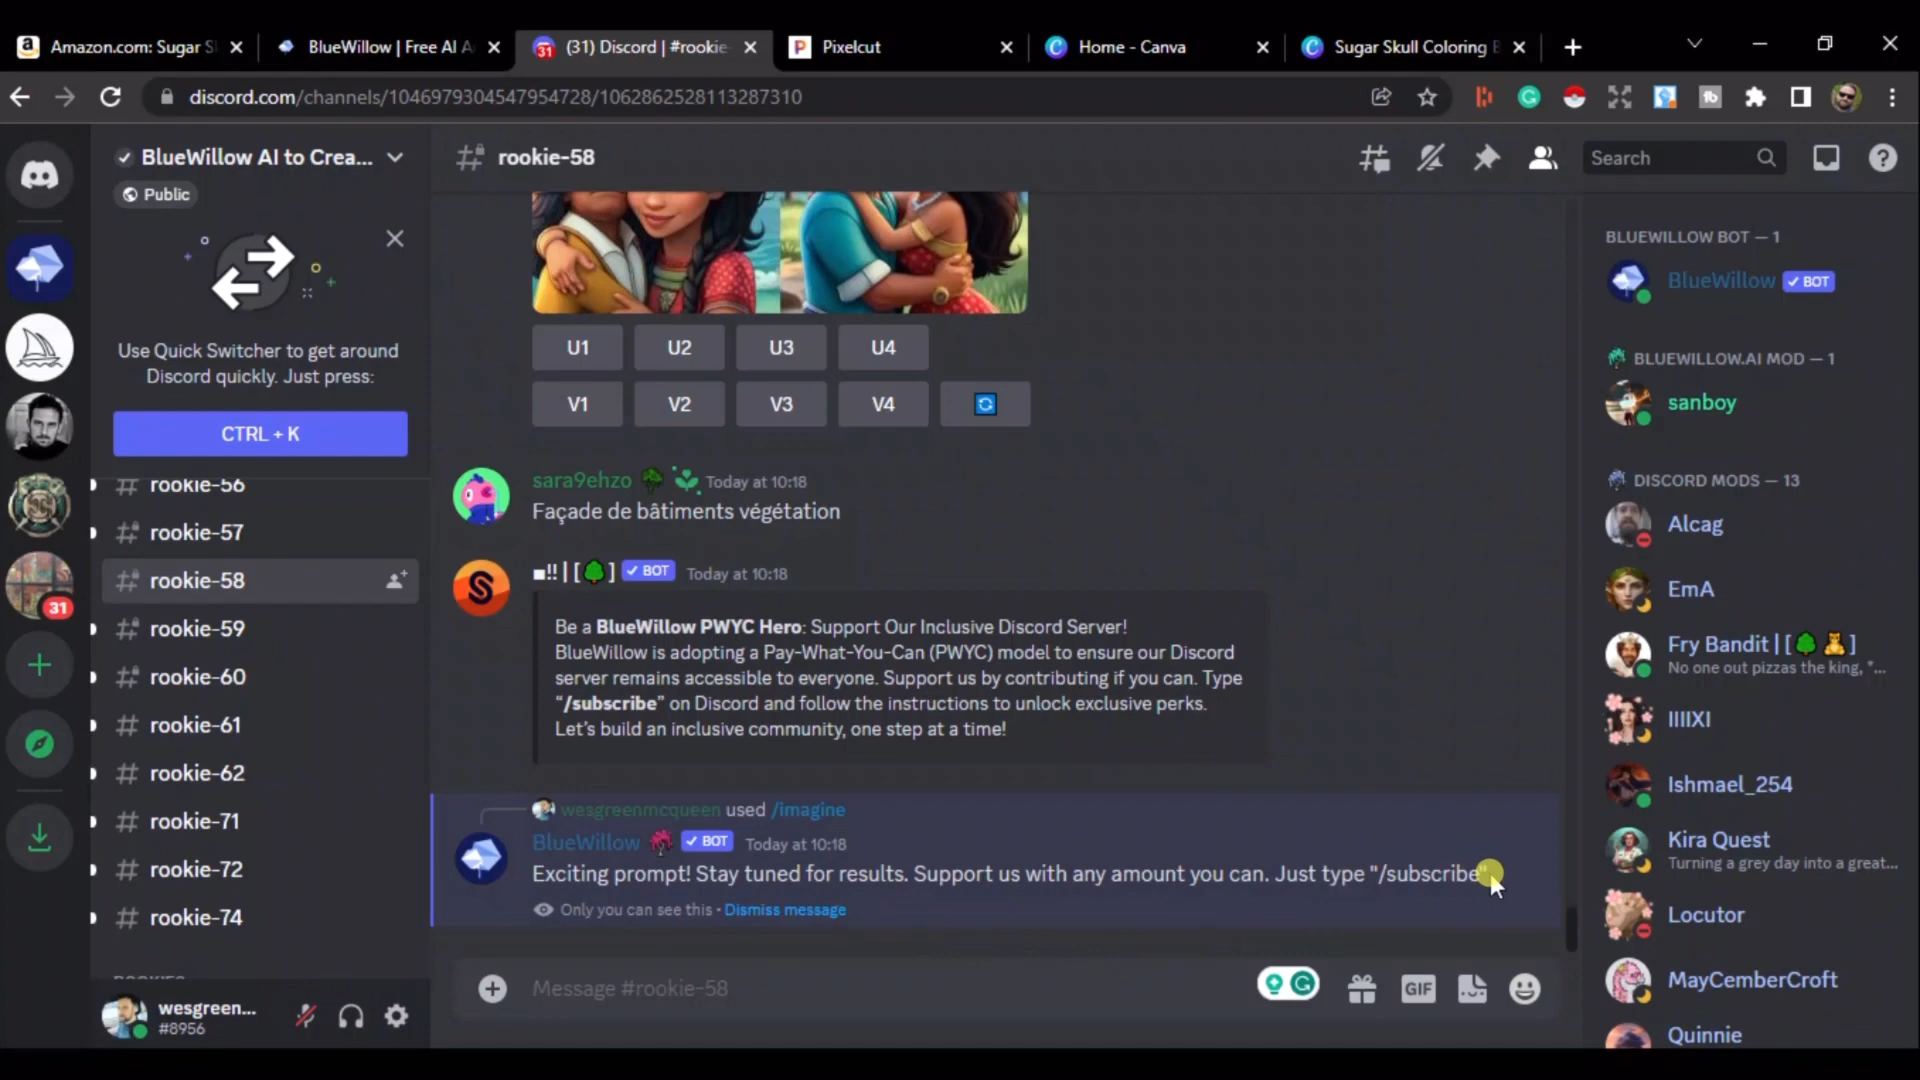 Amazon.com: Sugar S
BlueWillow | Free AI A
(31) Discord | #rookie-
Pixelcut
Home - Canva
Sugar Skull Coloring B
discord.com/channels/1046979304547954728/1062862528113287310
BlueWillow AI to Crea...
Public
Use Quick Switcher to get around
Discord quickly. Just press:
CTRL + K
rookie-56
rookie-57
rookie-58
rookie-59
rookie-60
rookie-61
rookie-62
rookie-71
rookie-72
rookie-74
31
wesgreen...
#8956
rookie-58
Search
U1 U2 U3 U4
V1 V2 V3 V4
sara9ehzo Today at 10:18
Façade de bâtiments végétation
!! | [🌳] BOT Today at 10:18
Be a BlueWillow PWYC Hero: Support Our Inclusive Discord Server!
BlueWillow is adopting a Pay-What-You-Can (PWYC) model to ensure our Discord
server remains accessible to everyone. Support us by contributing if you can. Type
“/subscribe” on Discord and follow the instructions to unlock exclusive perks.
Let's build an inclusive community, one step at a time!
wesgreenmcqueen used /imagine
BlueWillow BOT Today at 10:18
Exciting prompt! Stay tuned for results. Support us with any amount you can. Just type "/subscribe"
Only you can see this • Dismiss message
Message #rookie-58
GIF
BLUEWILLOW BOT — 1
BlueWillow BOT
BLUEWILLOW.AI MOD — 1
sanboy
DISCORD MODS — 13
Alcag
EmA
Fry Bandit | [🌳🧸]
No one out pizzas the king, "...
IIIIXI
Ishmael_254
Kira Quest
Turning a grey day into a great...
Locutor
MayCemberCroft
Quinnie